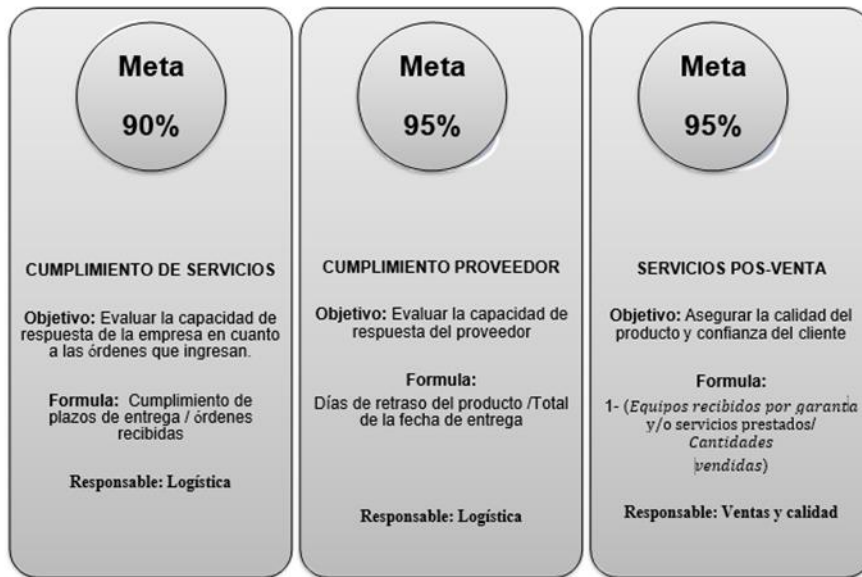 Meta
90%
CUMPLIMIENTO DE SERVICIOS
Objetivo: Evaluar la capacidad de
respuesta de la empresa en cuanto
a las órdenes que ingresan.
Formula: Cumplimiento de
plazos de entrega / órdenes
recibidas
Responsable: Logística
Meta
95%
CUMPLIMIENTO PROVEEDOR
Objetivo: Evaluar la capacidad de
respuesta del proveedor
Formula:
Días de retraso del producto /Total
de la fecha de entrega
Responsable: Logística
Meta
95%
SERVICIOS POS-VENTA
Objetivo: Asegurar la calidad del
producto y confianza del cliente
Formula:
1- (Equipos recibidos por garantía
y/o servicios prestados/
Cantidades
vendidas)
Responsable: Ventas y calidad